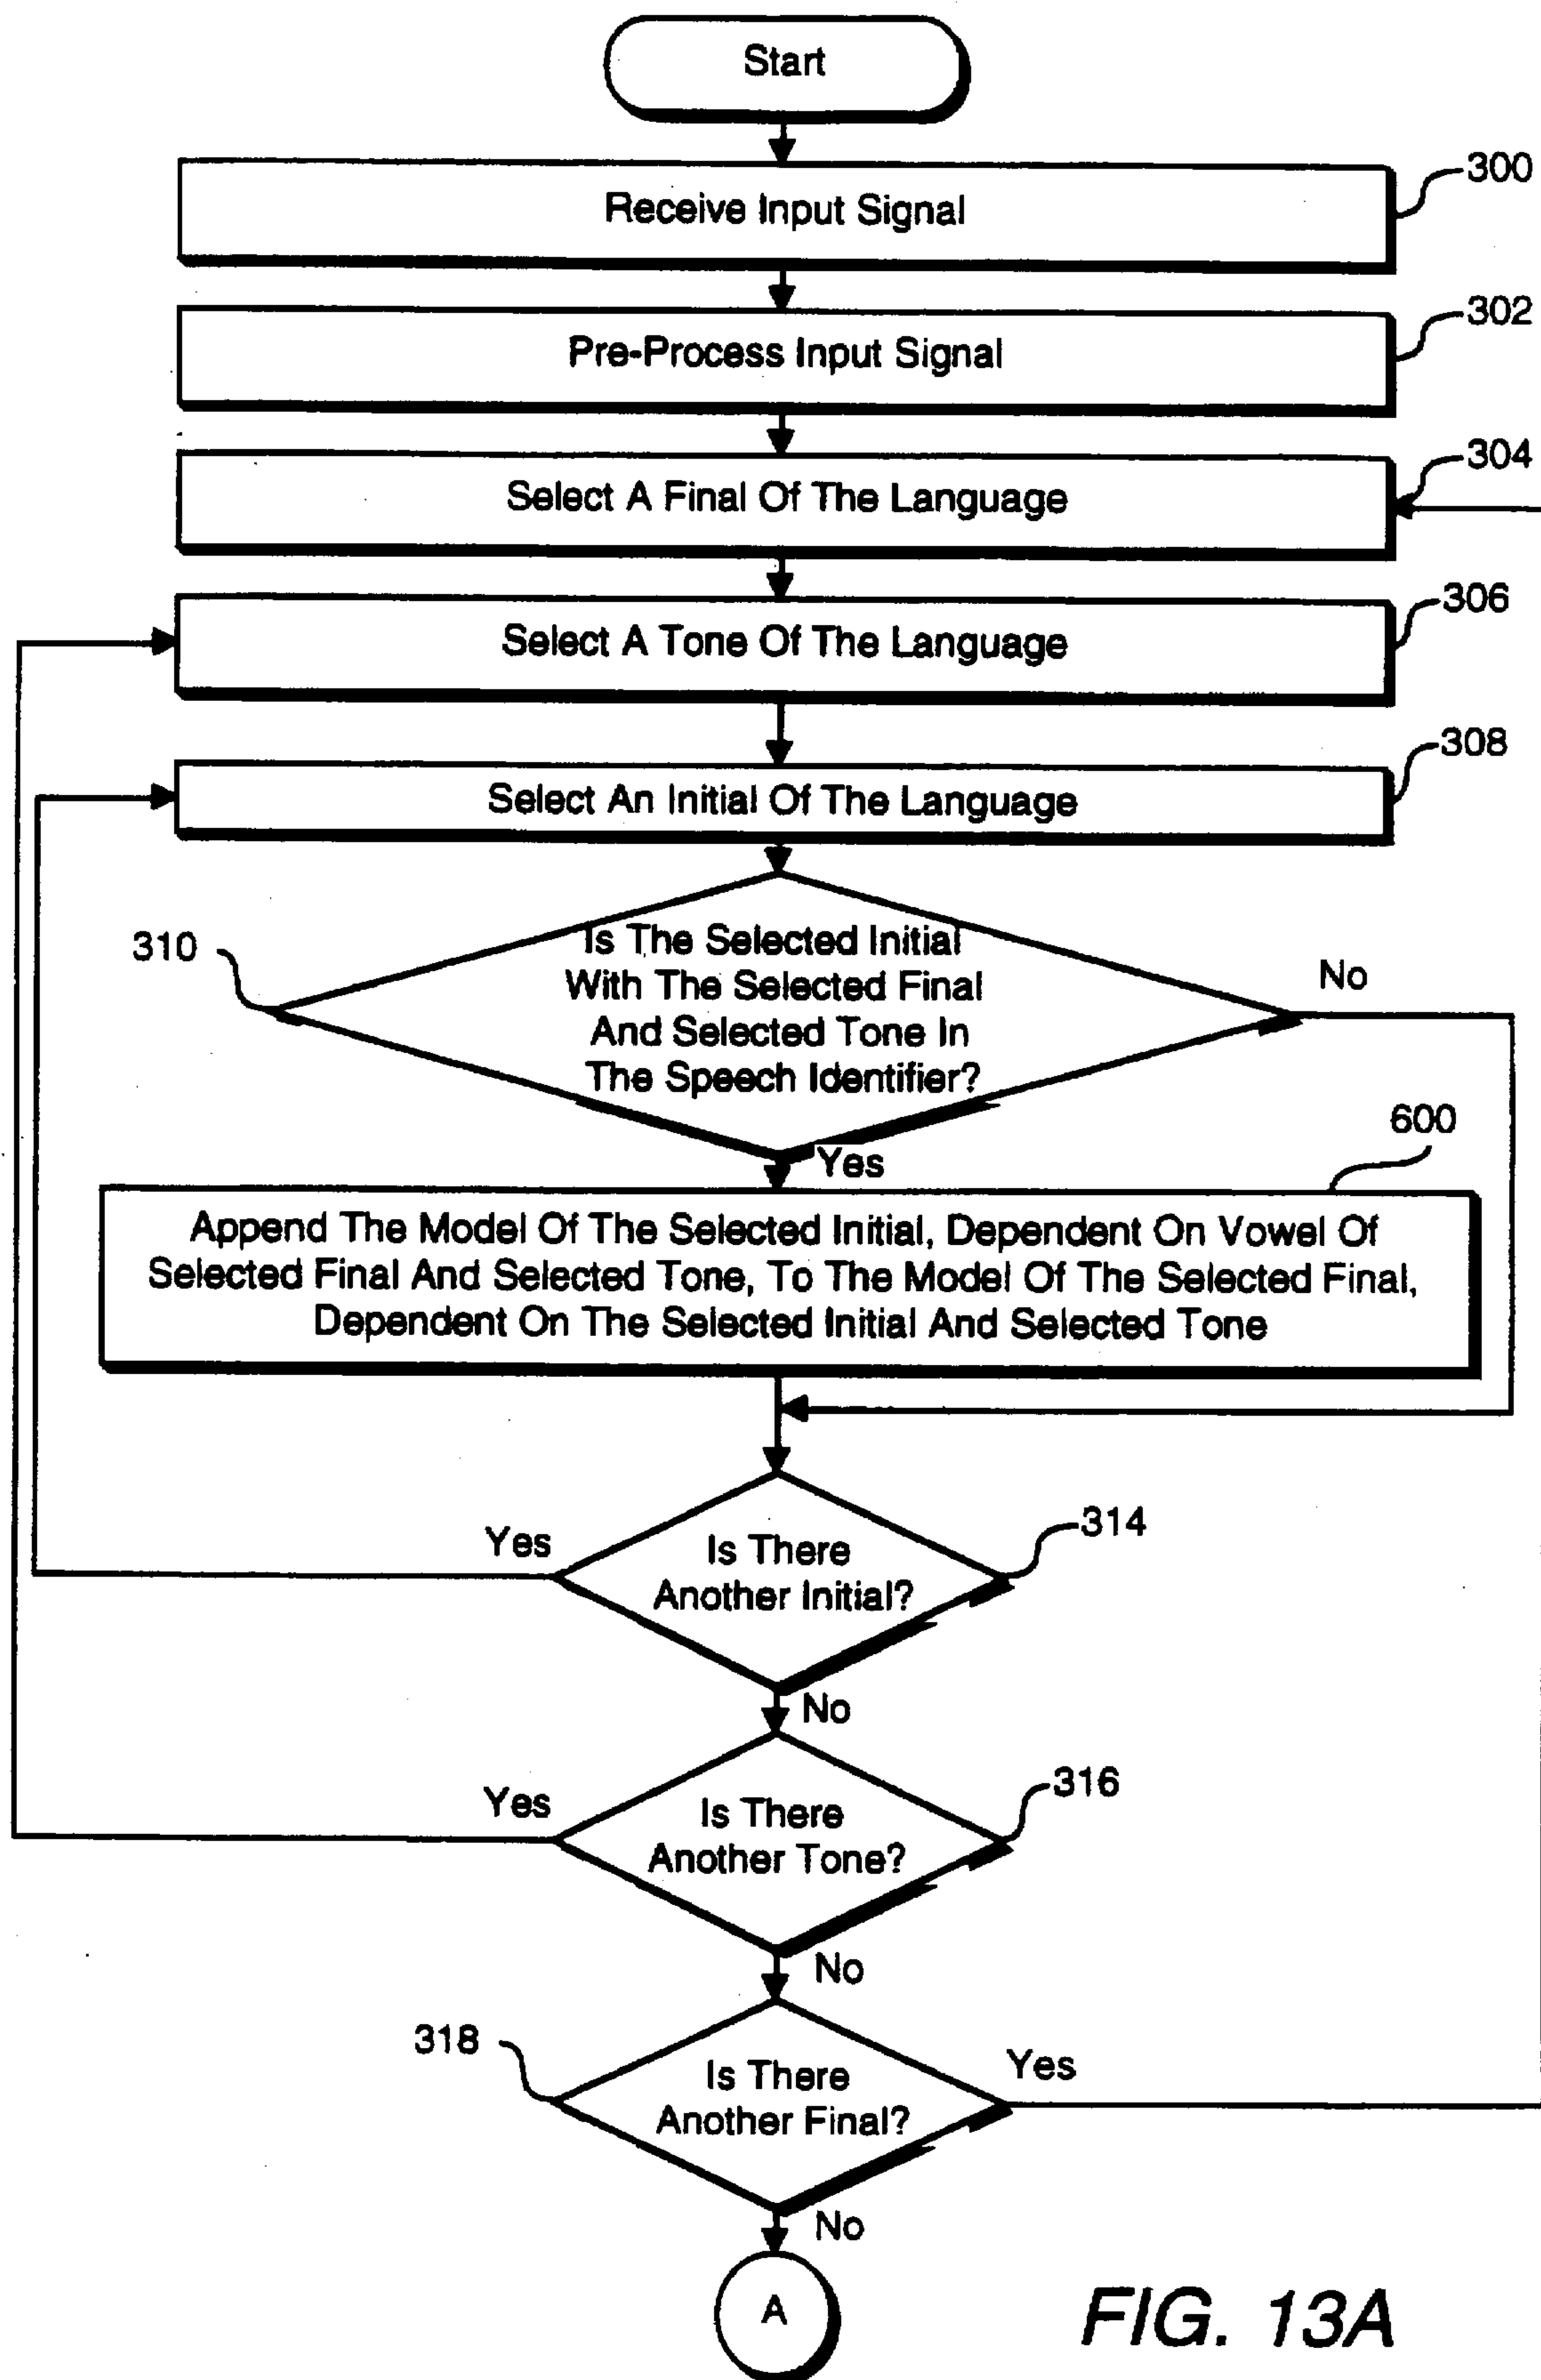 Start
300
Receive Input Signal
302
Pre-Process Input Signal
304
Select A Final Of The Language
306
Select A Tone Of The Language
308
Select An Initial Of The Language
310
Is The Selected Initial
With The Selected Final
And Selected Tone In
The Speech Identifier?
No
Yes
600
Append The Model Of The Selected Initial, Dependent On Vowel Of
Selected Final And Selected Tone, To The Model Of The Selected Final,
Dependent On The Selected Initial And Selected Tone
314
Yes
Is There
Another Initial?
No
316
Yes
Is There
Another Tone?
No
318
Is There
Another Final?
Yes
No
A
FIG. 13A